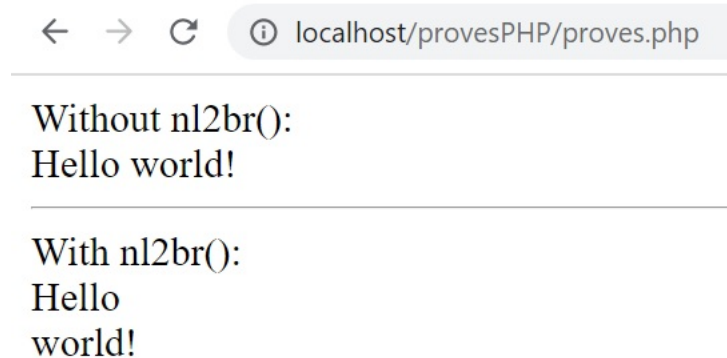 localhost/provesPHP/proves.php
Without nl2br():
Hello world!
With nl2br():
Hello
world!